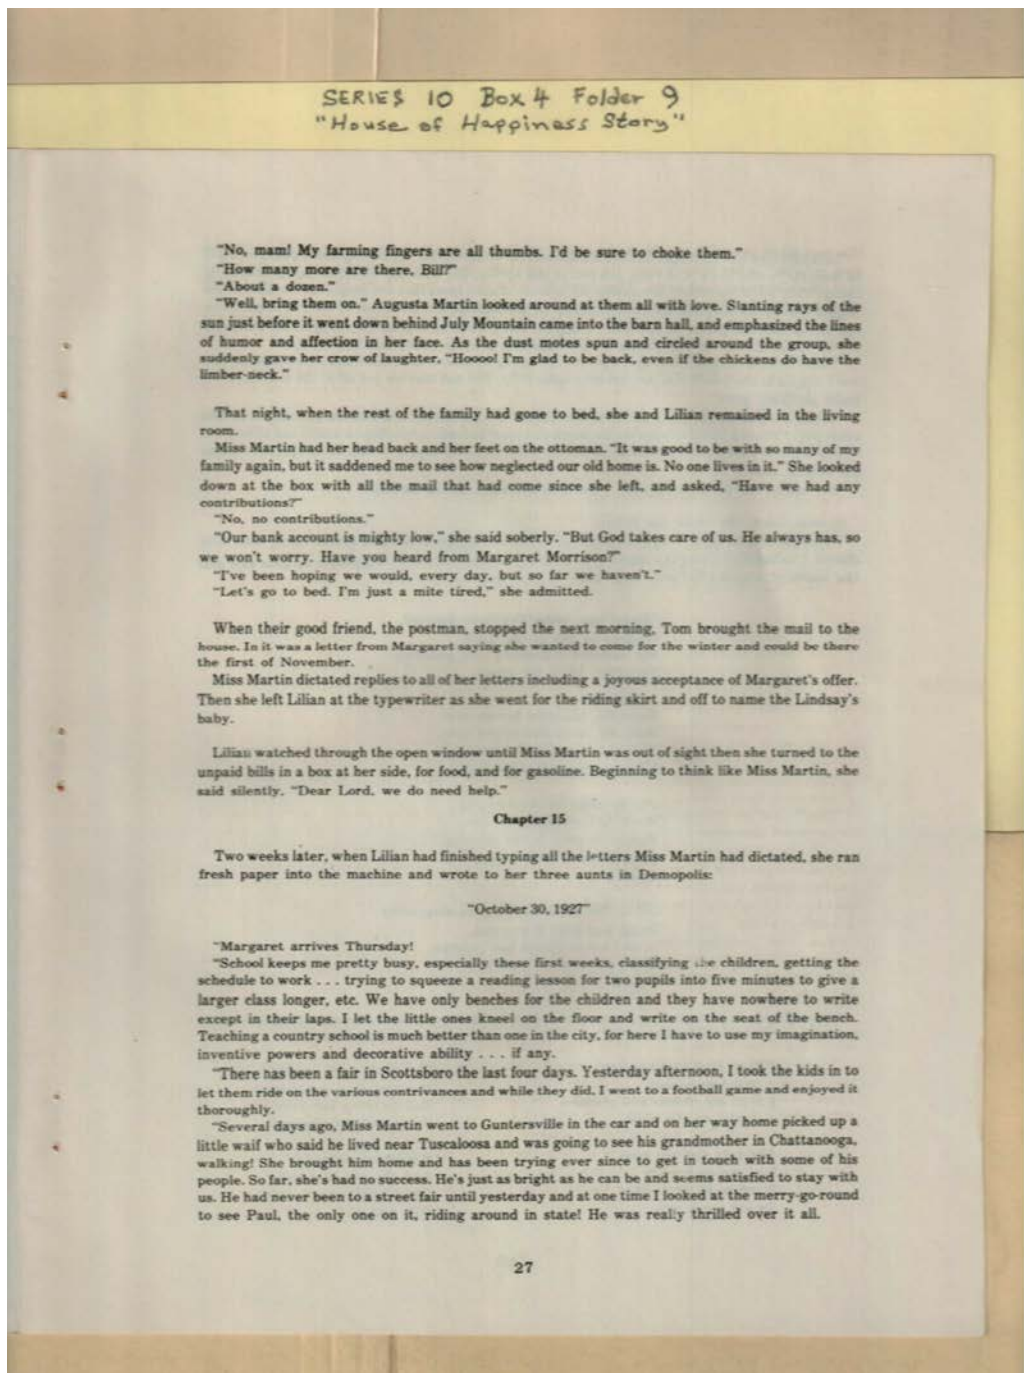 SERIES 10 Box 4 Folder 9
"House of Happiness Story"
"No, mam! My farming fingers are all thumbs. I'd be sure to choke them."
"How many more are there, Bill?"
"About a dozen."
"Well, bring them on." Augusta Martin looked around at them all with love. Slanting rays of the
sun just before it went down behind July Mountain came into the barn hall, and emphasized the lines
of humor and affection in her face. As the dust motes spun and circled around the group, she
suddenly gave her crow of laughter, "Hoooo! I'm glad to be back, even if the chickens do have the
limber-neck."
That night, when the rest of the family had gone to bed, she and Lilian remained in the living
room.
Miss Martin had her head back and her feet on the ottoman. "It was good to be with so many of my
family again, but it saddened me to see how neglected our old home is. No one lives in it." She looked
down at the box with all the mail that had come since she left, and asked, "Have we had any
contributions?"
"No, no contributions."
"Our bank account is mighty low," she said soberly. "But God takes care of us. He always has, so
we won't worry. Have you heard from Margaret Morrison?"
"I've been hoping we would, every day, but so far we haven't."
"Let's go to bed. I'm just a mite tired," she admitted.
When their good friend, the postman, stopped the next morning, Tom brought the mail to the
house. In it was a letter from Margaret saying she wanted to come for the winter and could be there
the first of November.
Miss Martin dictated replies to all of her letters including a joyous acceptance of Margaret's offer.
Then she left Lilian at the typewriter as she went for the riding skirt and off to name the Lindsay's
baby.
Lilian watched through the open window until Miss Martin was out of sight then she turned to the
unpaid bills in a box at her side, for food, and for gasoline. Beginning to think like Miss Martin, she
said silently, "Dear Lord, we do need help."
Chapter 15
Two weeks later, when Lilian had finished typing all the letters Miss Martin had dictated, she ran
fresh paper into the machine and wrote to her three aunts in Demopolis:
"October 30, 1927"
"Margaret arrives Thursday!
"School keeps me pretty busy, especially these first weeks, classifying the children, getting the
schedule to work . . . trying to squeeze a reading lesson for two pupils into five minutes to give a
larger class longer, etc. We have only benches for the children and they have nowhere to write
except in their laps. I let the little ones kneel on the floor and write on the seat of the bench.
Teaching a country school is much better than one in the city, for here I have to use my imagination,
inventive powers and decorative ability . . . if any.
"There has been a fair in Scottsboro the last four days. Yesterday afternoon, I took the kids in to
let them ride on the various contrivances and while they did, I went to a football game and enjoyed it
thoroughly.
"Several days ago, Miss Martin went to Guntersville in the car and on her way home picked up a
little waif who said he lived near Tuscaloosa and was going to see his grandmother in Chattanooga,
walking! She brought him home and has been trying ever since to get in touch with some of his
people. So far, she's had no success. He's just as bright as he can be and seems satisfied to stay with
us. He had never been to a street fair until yesterday and at one time I looked at the merry-go-round
to see Paul, the only one on it, riding around in state! He was really thrilled over it all.
27